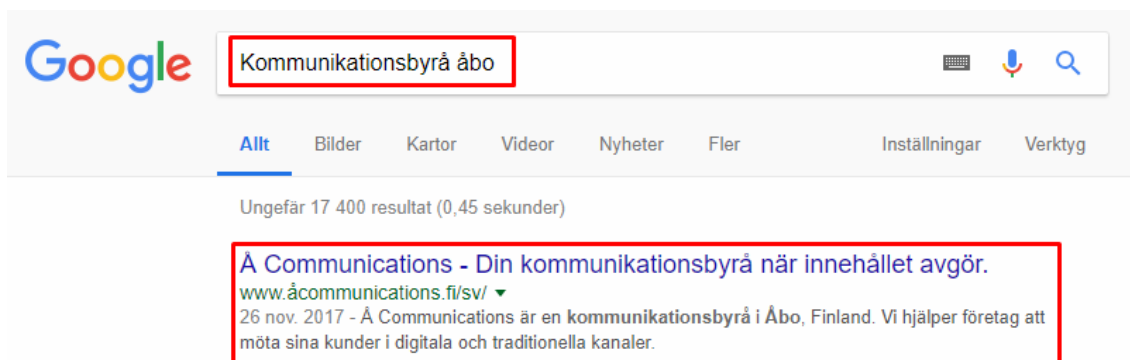 Google
Kommunikationsbyrå åbo
Allt Bilder Kartor Videor Nyheter Fler Inställningar Verktyg
Ungefär 17 400 resultat (0,45 sekunder)
Å Communications - Din kommunikationsbyrå när innehållet avgör.
www.åcommunications.fi/sv/
26 nov. 2017 - Å Communications är en kommunikationsbyrå i Åbo, Finland. Vi hjälper företag att
möta sina kunder i digitala och traditionella kanaler.